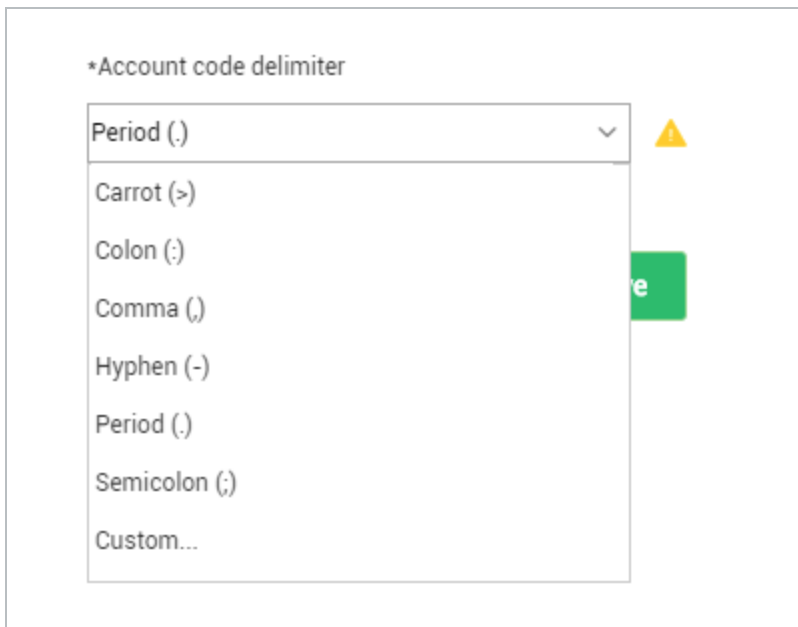 *Account code delimiter
Period (.)
Carrot (>)
Colon (:)
Comma (,)
Hyphen (-)
Period (.)
Semicolon (;)
Custom...